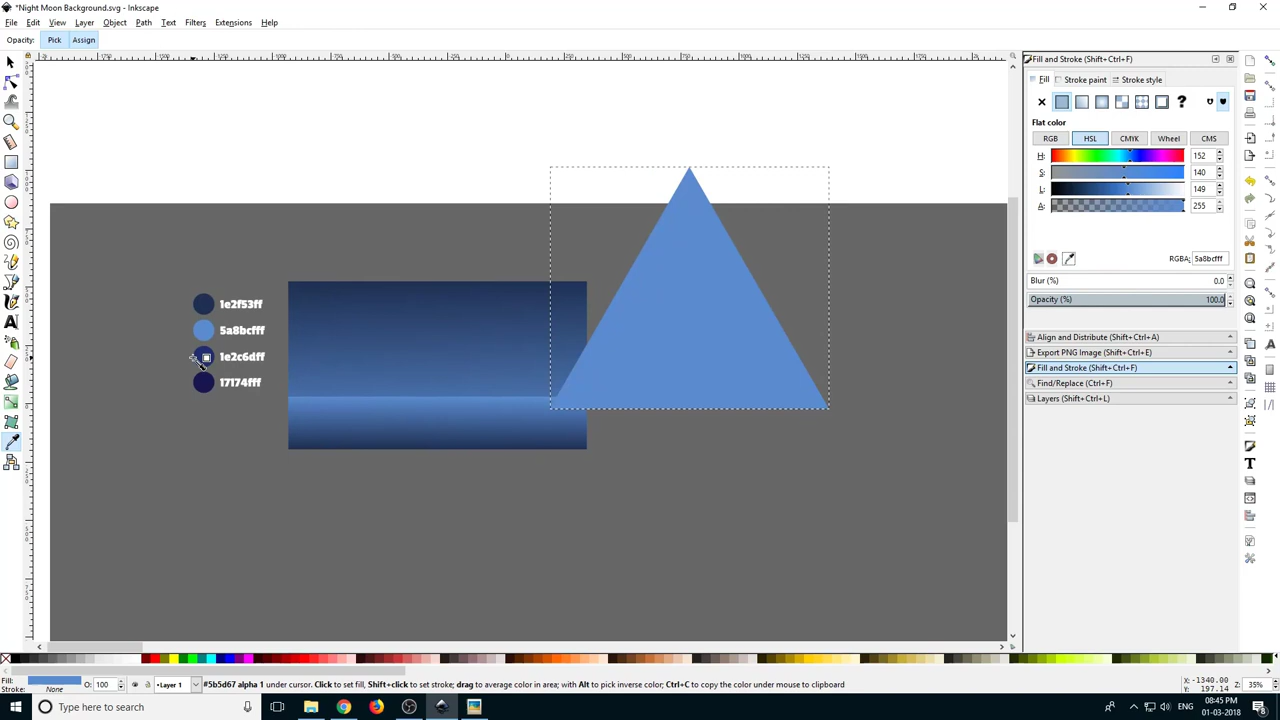 *Night Moon Background.svg - Inkscape
File Edit View Layer Object Path Text Filters Extensions Help
Opacity: Pick Assign
Fill and Stroke (Shift+Ctrl+F)
Fill Stroke paint Stroke style
?
Flat color
RGB HSL CMYK Wheel CMS
H: 152
S: 140
L: 149
A: 255
RGBA: 5a8bcfff
Blur (%) 0.0
Opacity (%) 100.0
Align and Distribute (Shift+Ctrl+A)
Export PNG Image (Shift+Ctrl+E)
Fill and Stroke (Shift+Ctrl+F)
Find/Replace (Ctrl+F)
Layers (Shift+Ctrl+L)
1e2f53ff
5a8bcfff
1e2c6dff
17174fff
Fill:
Stroke: None
O: 100
•Layer 1
#5b5d67 alpha 1 under cursor. Click to set fill, Shift+click to set stroke; drag to average color in area; with Alt to pick inverse color; Ctrl+C to copy the color under mouse to clipboard
X: -1340.00
Y: 197.14
Z: 35%
Type here to search
08:45 PM
01-03-2018